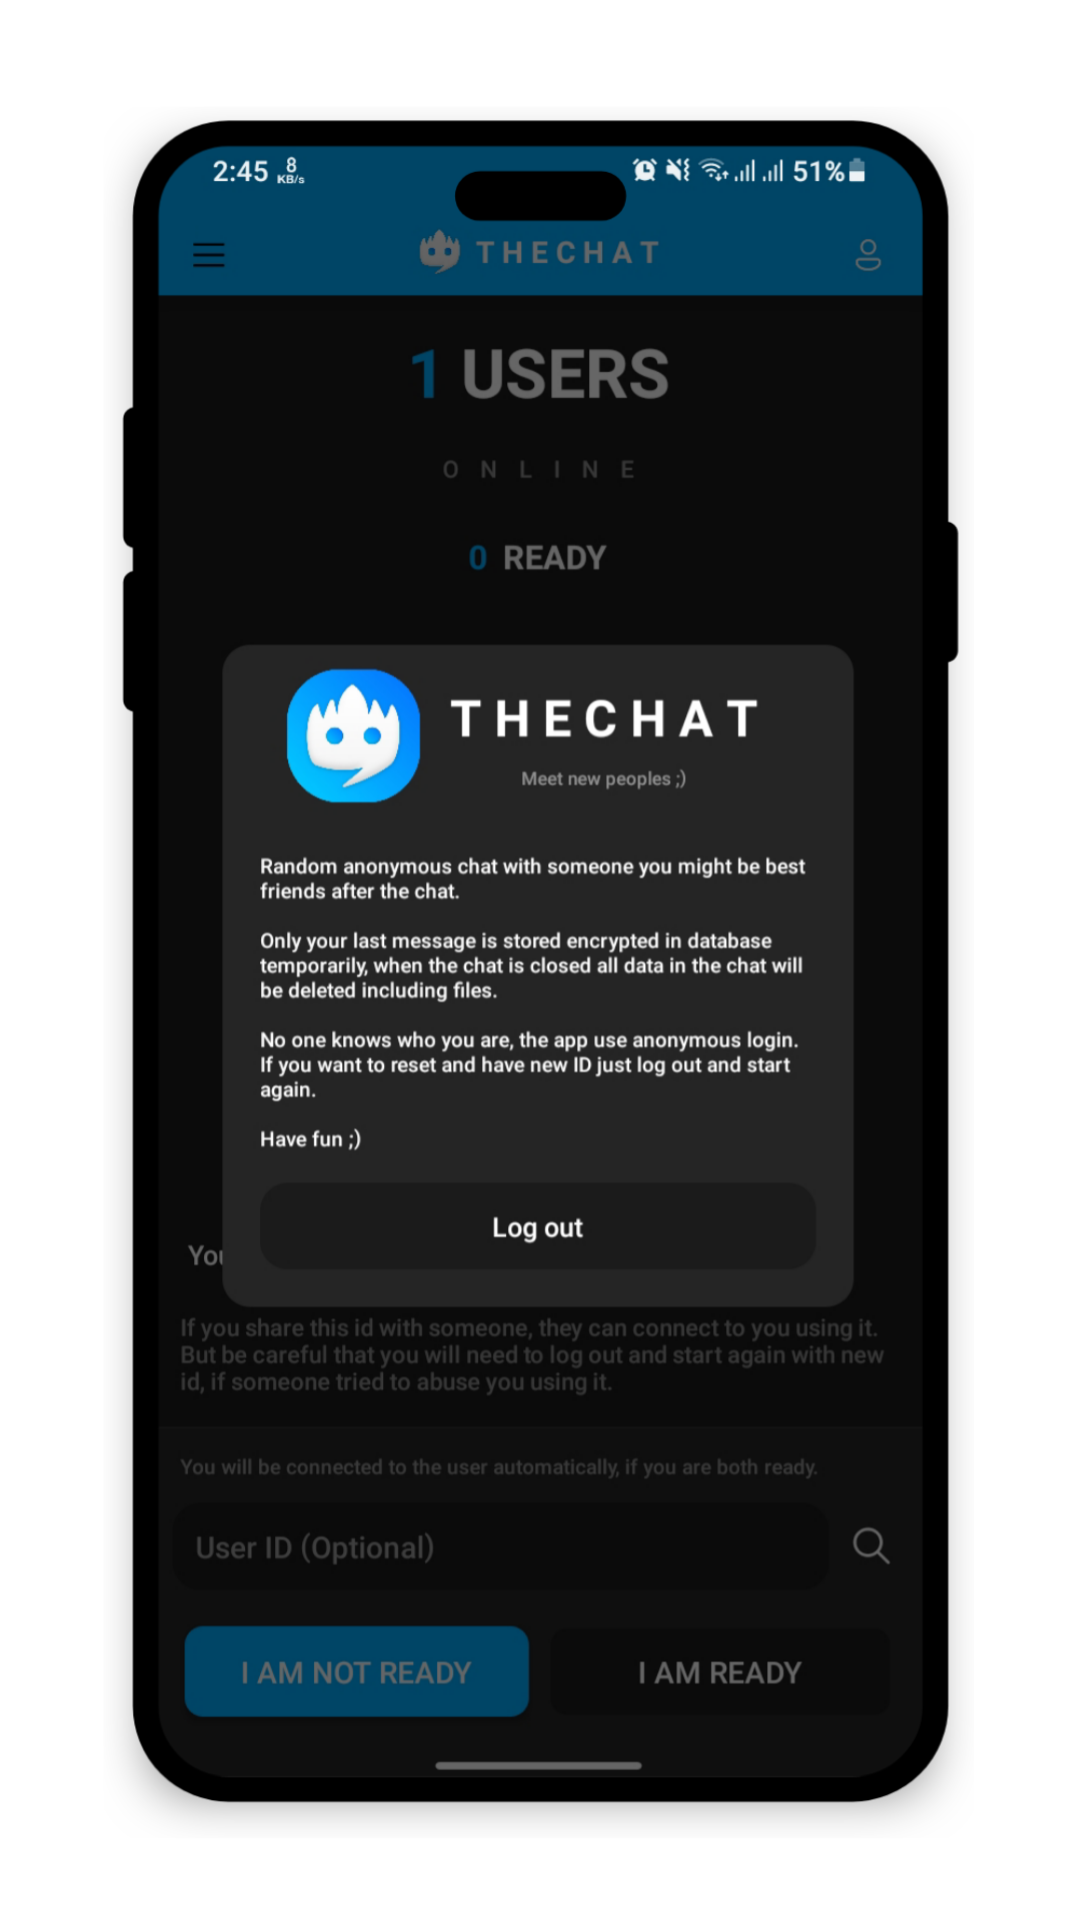 2:45 8 KB/s 51%
THECHAT
1 USERS
ONLINE
0 READY
THECHAT
Meet new peoples ;)
Random anonymous chat with someone you might be best
friends after the chat.
Only your last message is stored encrypted in database
temporarily, when the chat is closed all data in the chat will
be deleted including files.
No one knows who you are, the app use anonymous login.
If you want to reset and have new ID just log out and start
again.
Have fun ;)
Log out
If you share this id with someone, they can connect to you using it.
But be careful that you will need to log out and start again with new
id, if someone tried to abuse you using it.
You will be connected to the user automatically, if you are both ready.
User ID (Optional)
I AM NOT READY
I AM READY